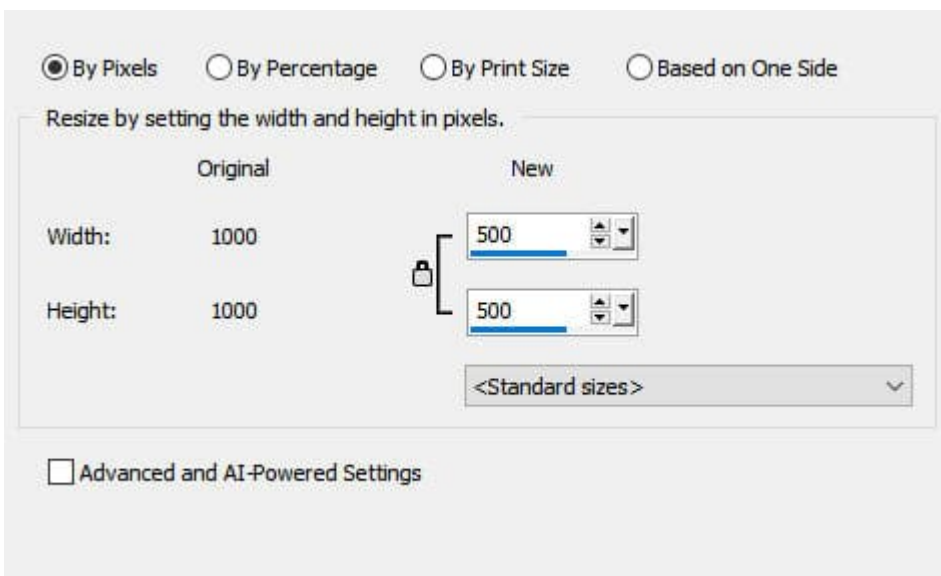 By Pixels By Percentage By Print Size Based on One Side
Resize by setting the width and height in pixels.
Original New
Width: 1000 500
Height: 1000 500
<Standard sizes>
Advanced and AI-Powered Settings